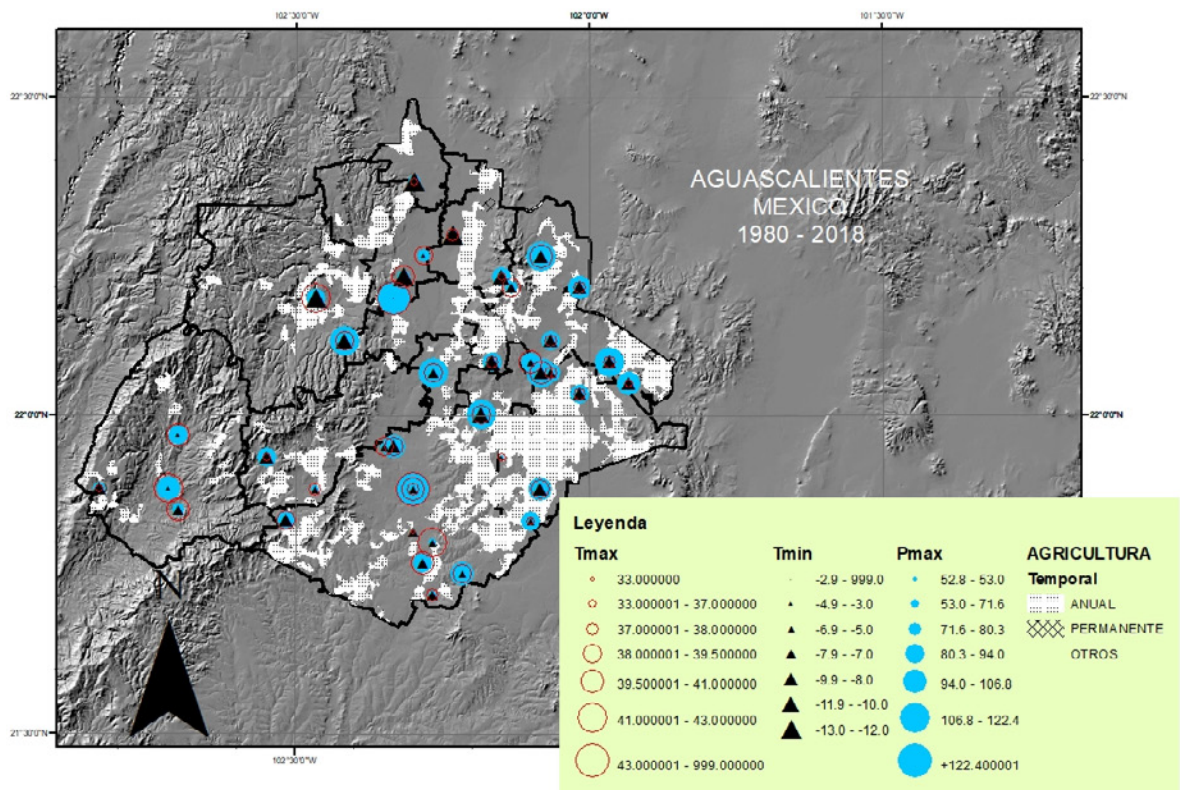 102°30'0"W 102°0'0"W 101°30'0"W
22°30'0"N 22°30'0"N
AGUASCALIENTES
MEXICO
1980 - 2018
22°0'0"N 22°0'0"N
N
21°30'0"N
102°30'0"W
Leyenda
Tmax Tmin Pmax AGRICULTURA
33.000000 -2.9 - 999.0 52.8 - 53.0 Temporal
33.000001 - 37.000000 -4.9 - -3.0 53.0 - 71.6 ANUAL
37.000001 - 38.000000 -6.9 - -5.0 71.6 - 80.3 PERMANENTE
38.000001 - 39.500000 -7.9 - -7.0 80.3 - 94.0 OTROS
39.500001 - 41.000000 -9.9 - -8.0 94.0 - 106.8
41.000001 - 43.000000 -11.9 - -10.0 106.8 - 122.4
43.000001 - 999.000000 -13.0 - -12.0 +122.400001